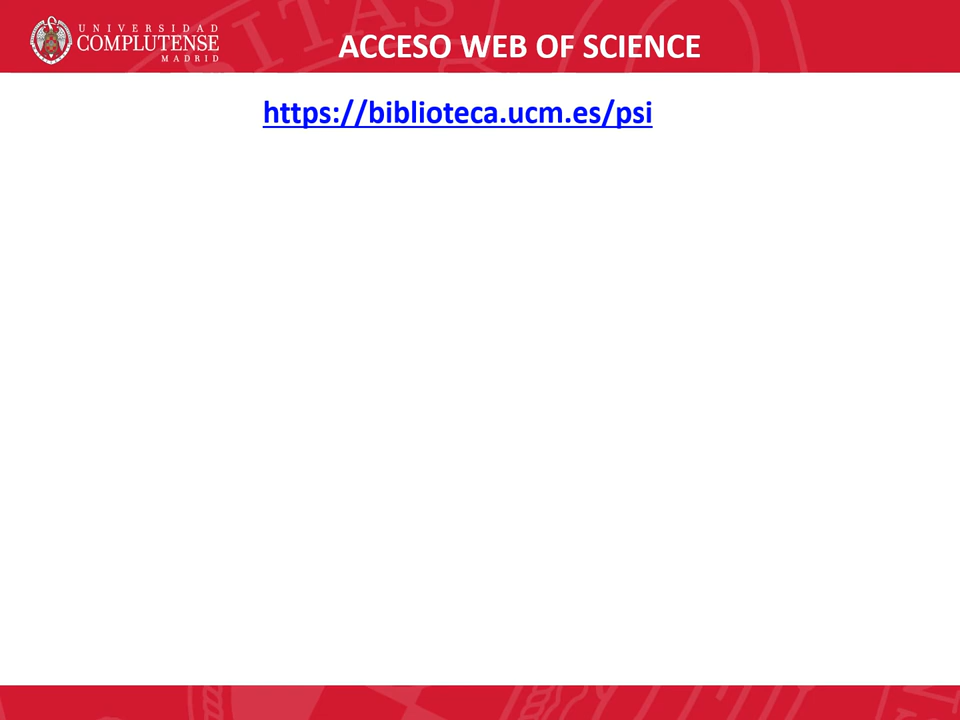 UNIVERSIDAD
COMPLUTENSE
MADRID
ACCESO WEB OF SCIENCE
https://biblioteca.ucm.es/psi